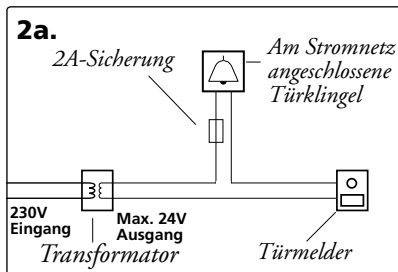 2a.
2A-Sicherung
Am Stromnetz
angeschlossene
Türklingel
230V
Eingang
Max. 24V
Ausgang
Transformator
Türmelder